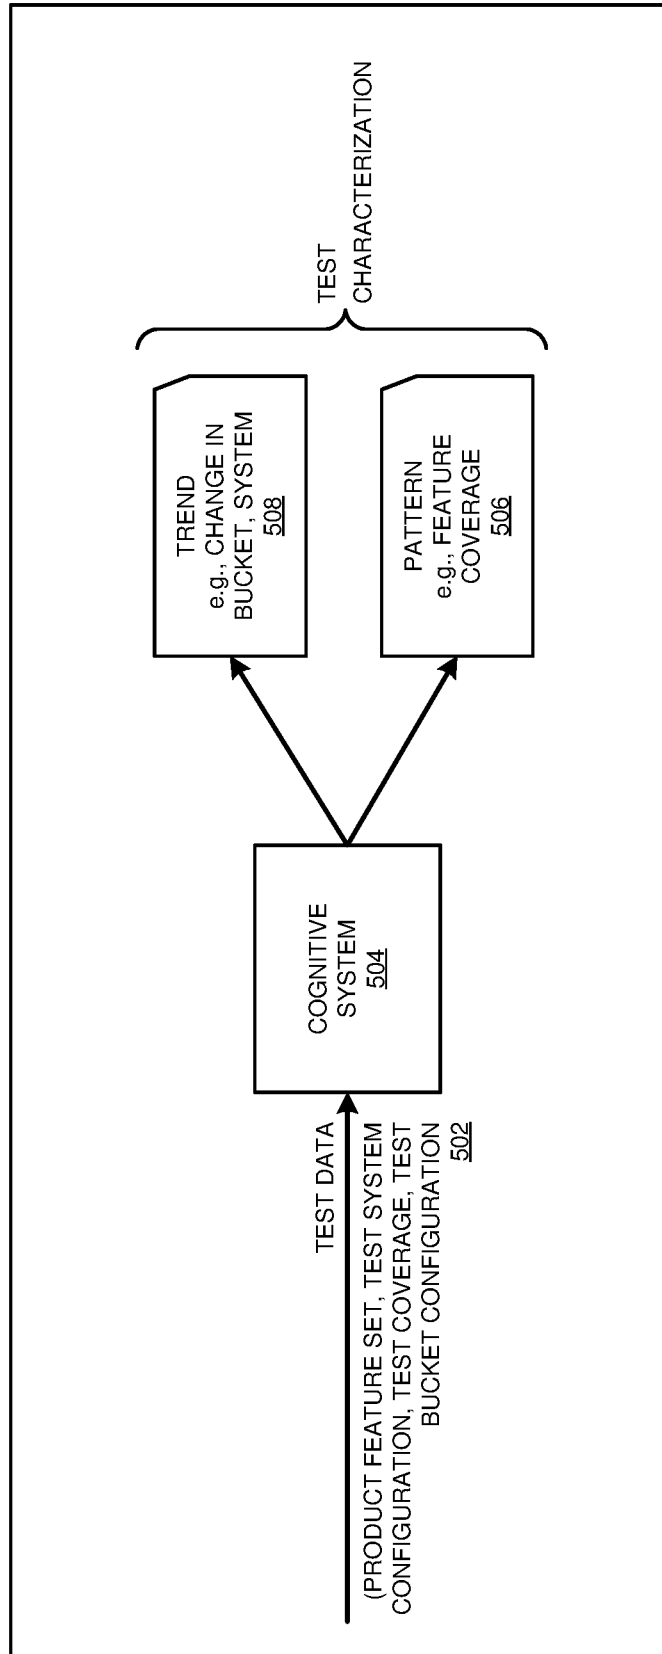 TEST DATA
(PRODUCT FEATURE SET, TEST SYSTEM
CONFIGURATION, TEST COVERAGE, TEST
BUCKET CONFIGURATION
502
COGNITIVE
SYSTEM
504
TREND
e.g., CHANGE IN
BUCKET, SYSTEM
508
PATTERN
e.g., FEATURE
COVERAGE
506
TEST
CHARACTERIZATION